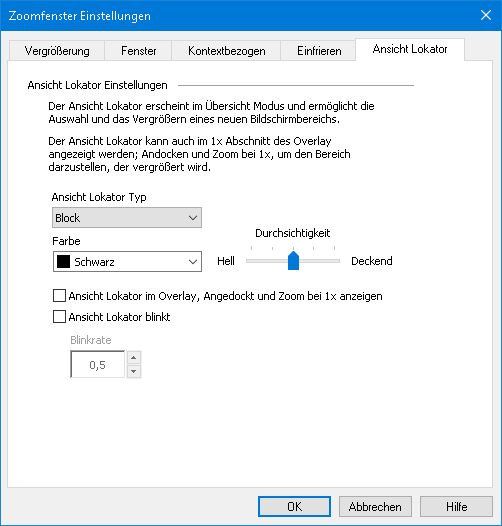 Zoomfenster Einstellungen
Vergrößerung
Fenster
Kontextbezogen
Einfrieren
Ansicht Lokator
Ansicht Lokator Einstellungen
Der Ansicht Lokator erscheint im Übersicht Modus und ermöglicht die
Auswahl und das Vergrößern eines neuen Bildschirmbereichs.
Der Ansicht Lokator kann auch im 1x Abschnitt des Overlay
angezeigt werden; Andocken und Zoom bei 1x, um den Bereich
darzustellen, der vergrößert wird.
Ansicht Lokator Typ
Block
Farbe
Schwarz
Durchsichtigkeit
Hell
Deckend
Ansicht Lokator im Overlay, Angedockt und Zoom bei 1x anzeigen
Ansicht Lokator blinkt
Blinkrate
0,5
OK
Abbrechen
Hilfe